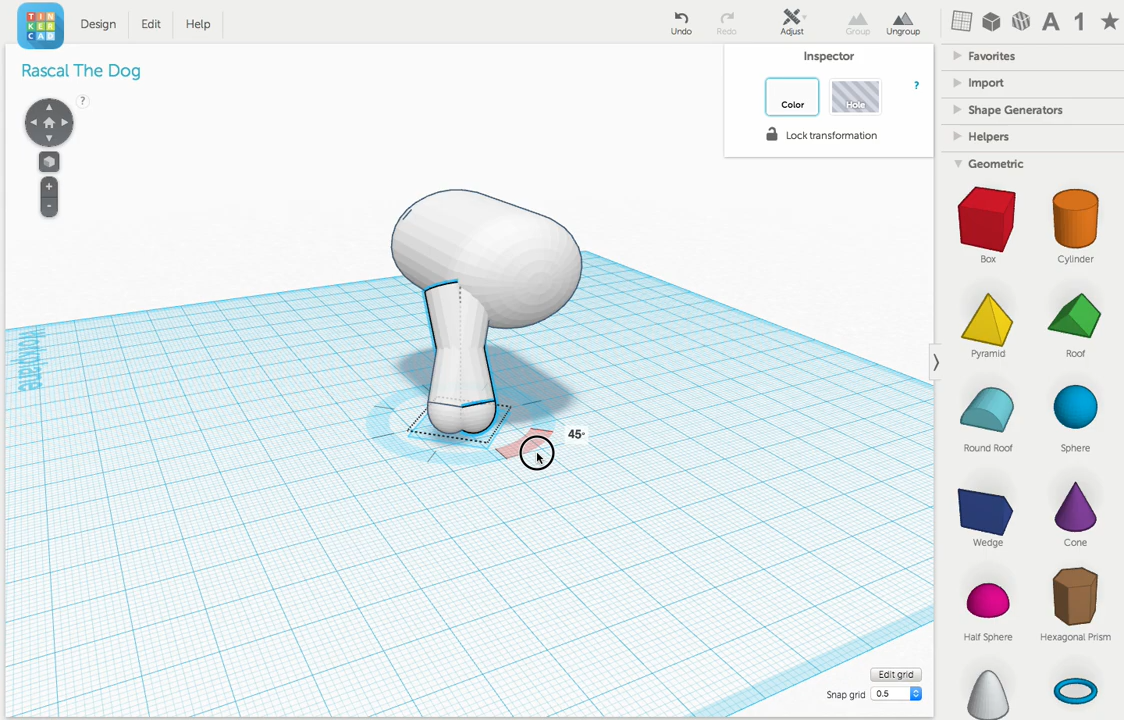 TIN
KER
CAD
Design
Edit
Help
Undo
Redo
Adjust
Group
Ungroup
A
1
Rascal The Dog
?
+
-
Inspector
Color
Hole
?
Lock transformation
Favorites
Import
Shape Generators
Helpers
Geometric
Box
Cylinder
Pyramid
Roof
Round Roof
Sphere
Wedge
Cone
Half Sphere
Hexagonal Prism
Workplane
45°
Edit grid
Snap grid 0.5